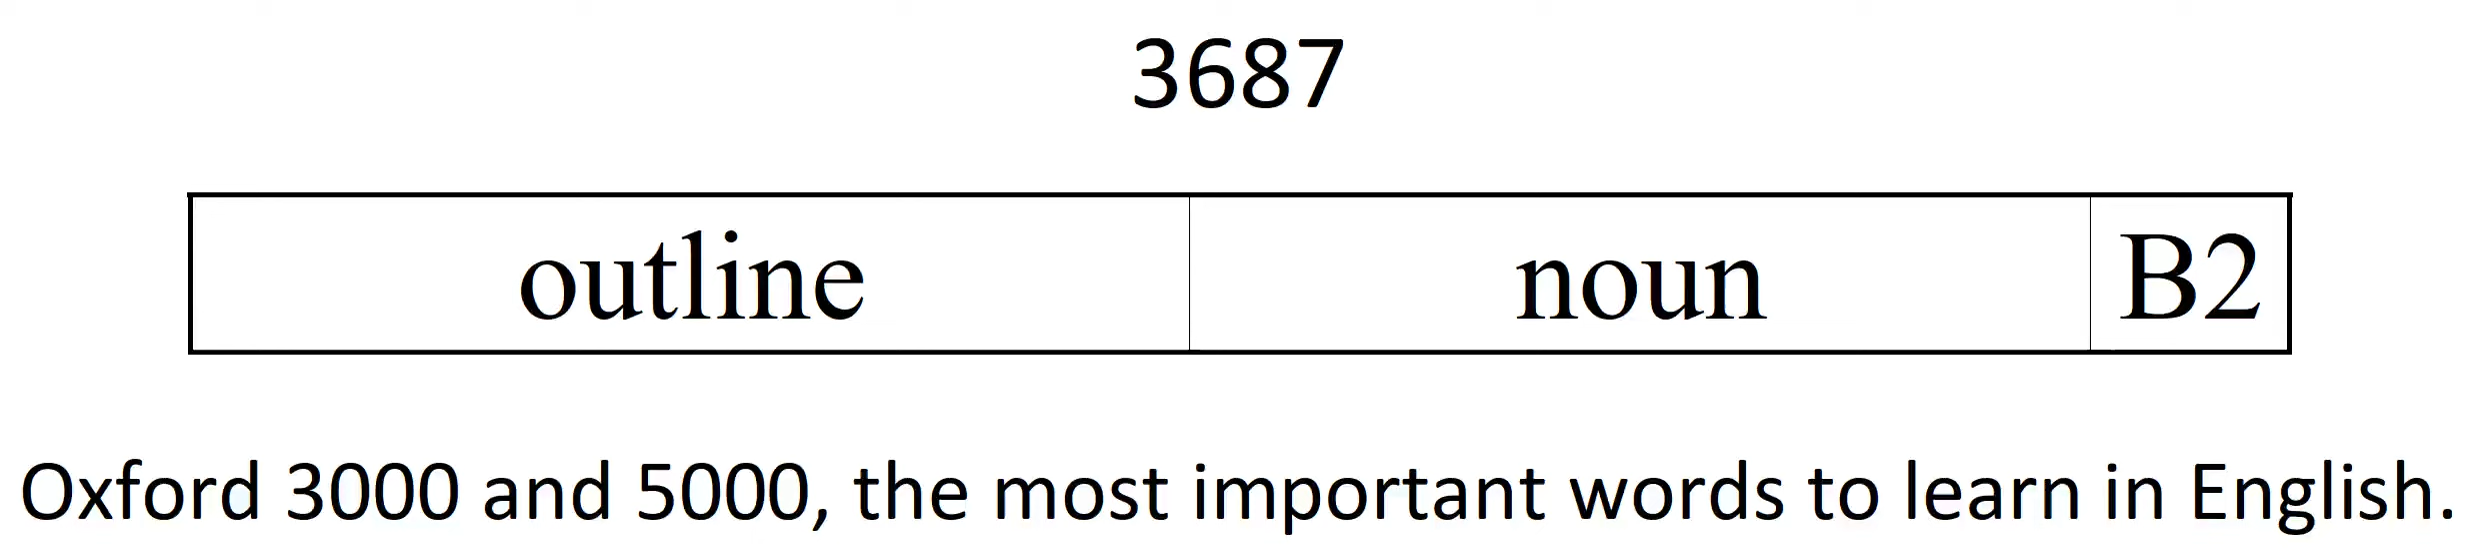 3687
outline noun B2
Oxford 3000 and 5000, the most important words to learn in English.